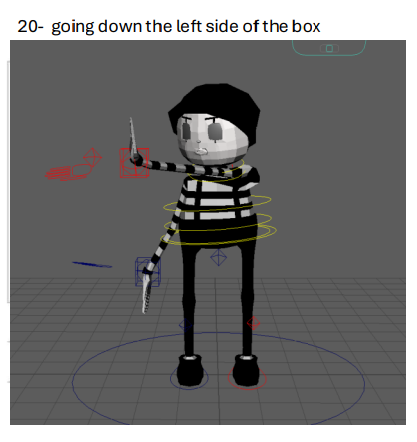 20- going down the left side of the box